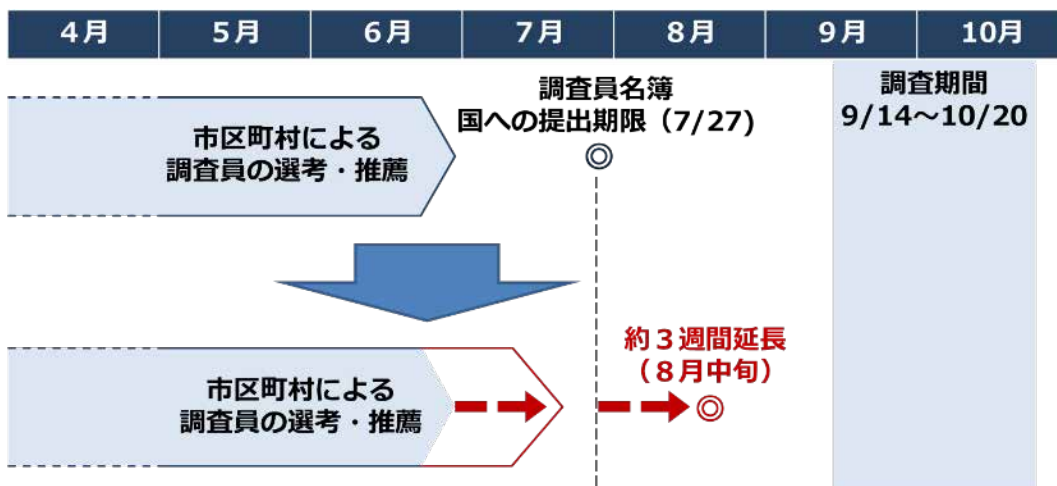 4月 5月 6月 7月 8月 9月 10月
調査員名簿
国への提出期限（7/27)
調査期間
9/14～10/20
市区町村による
調査員の選考・推薦
約３週間延長
（８月中旬）
市区町村による
調査員の選考・推薦